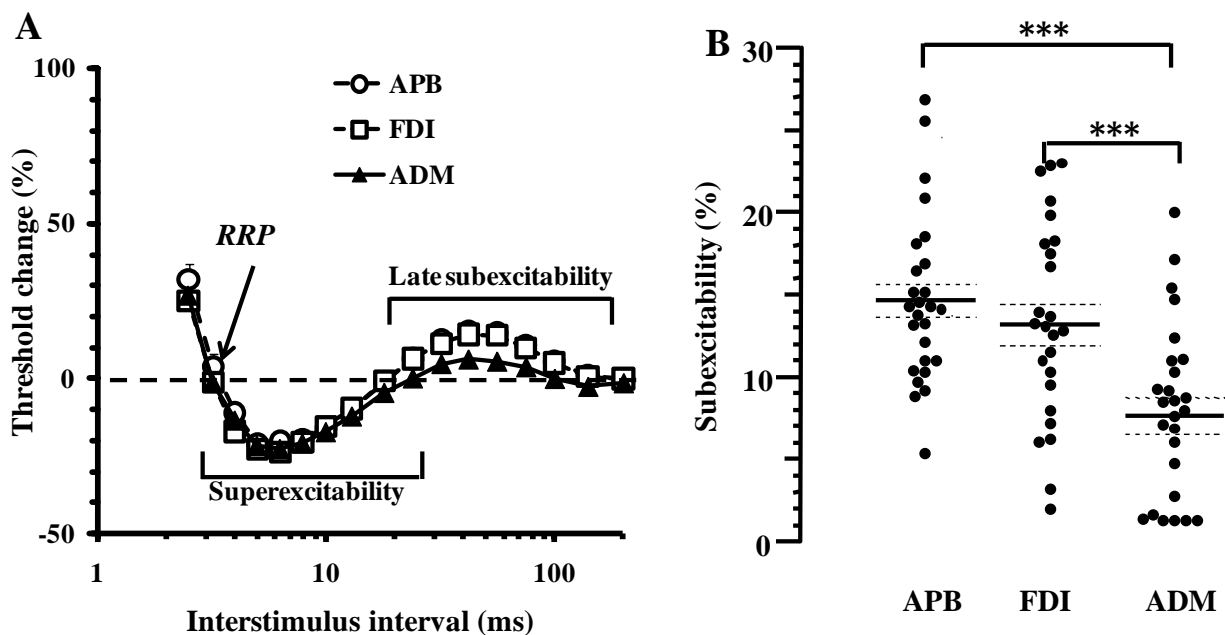 A
Threshold change (%)
100
50
0
-50
APB
FDI
ADM
RRP
Late subexcitability
Superexcitability
1
10
100
Interstimulus interval (ms)
B
Subexcitability (%)
30
20
10
0
***
***
APB
FDI
ADM